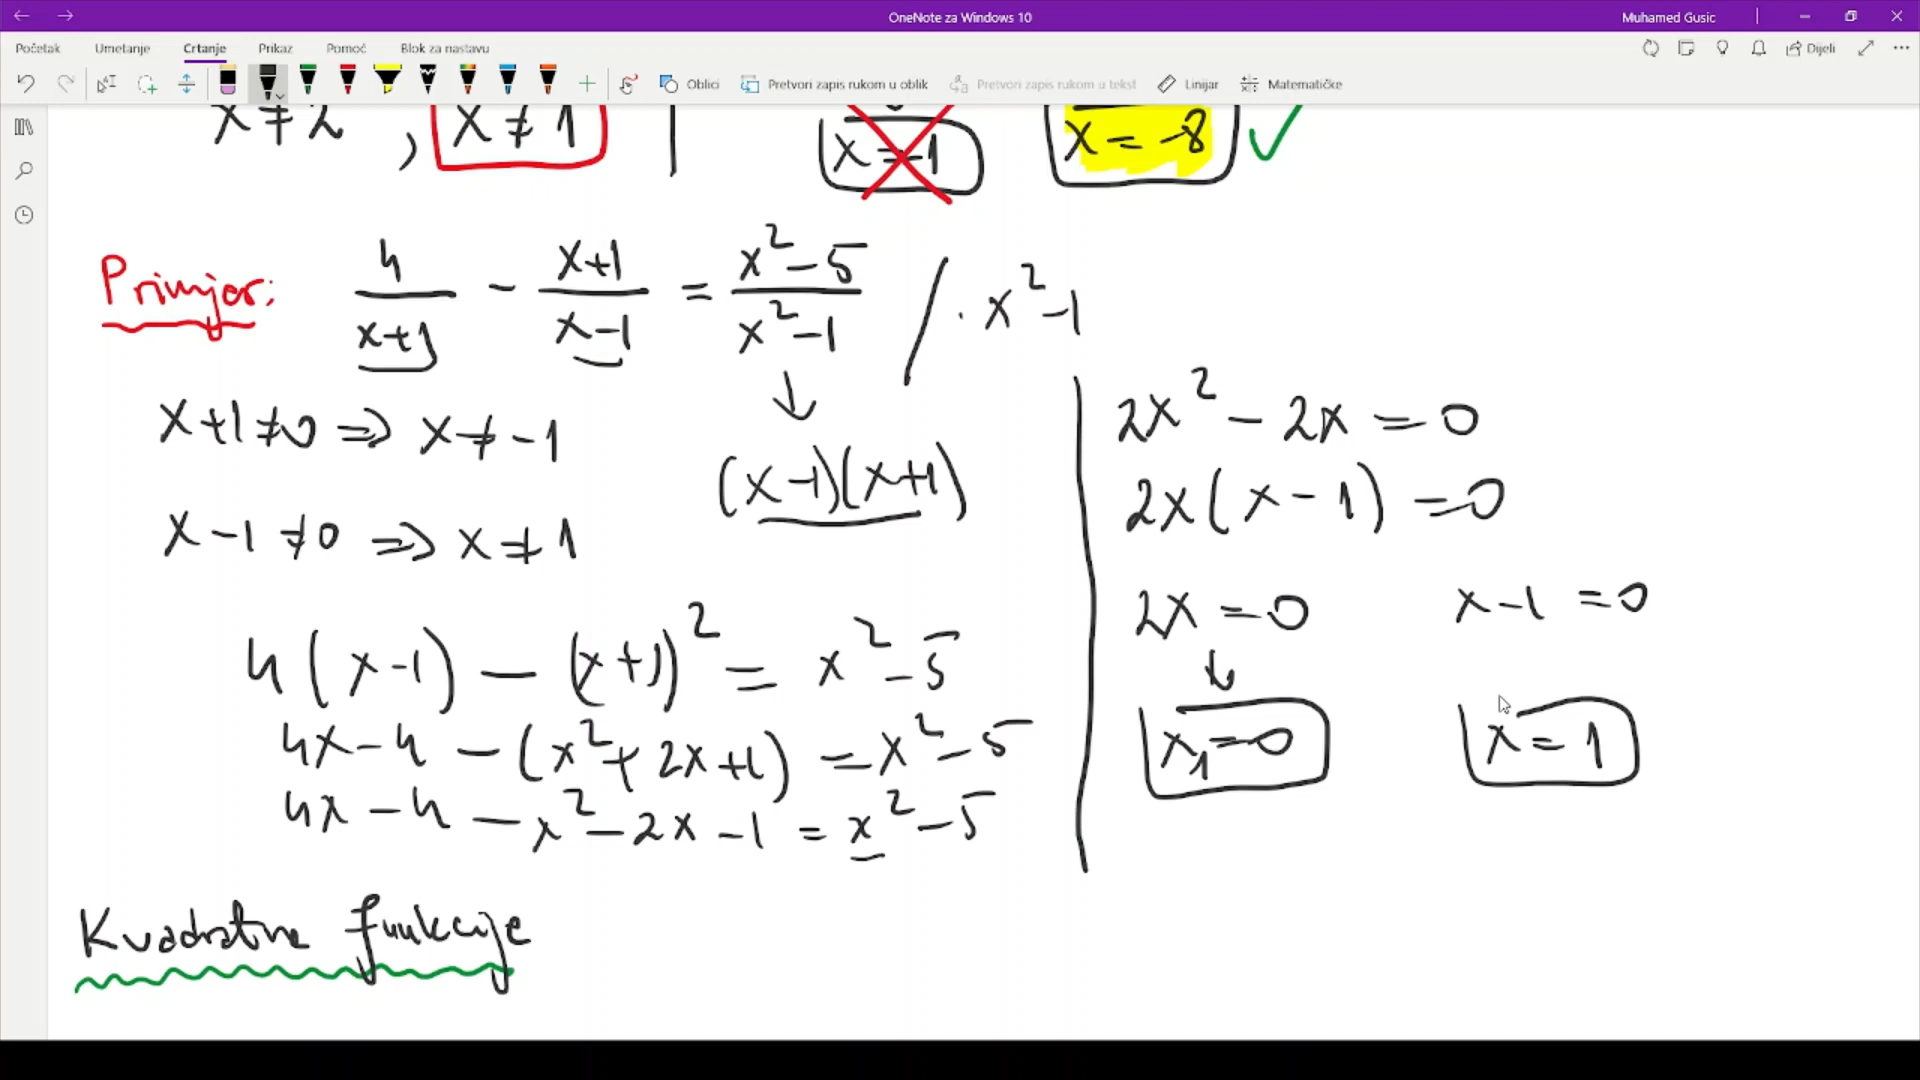 OneNote za Windows 10
Muhamed Gusic
Početak Umetanje Crtanje Prikaz Pomoć Blok za nastavu
Dijeli
Oblici Pretvori zapis rukom u oblik Pretvori zapis rukom u tekst Linijar Matematičke
x ≠ 2 , x ≠ 1
x = 1
x = -8 ✓
Primjer: 4/(x+1) - (x+1)/(x-1) = (x²-5)/(x²-1) / · x²-1
x+1≠0 ⇒ x ≠ -1
↓
(x-1)(x+1)
x-1≠0 ⇒ x ≠ 1
4(x-1) - (x+1)² = x²-5
4x-4 - (x²+2x+1) = x²-5
4x-4 - x²-2x-1 = x²-5
2x² - 2x = 0
2x(x-1) = 0
2x = 0 x-1 = 0
↓
x₁=0 x = 1
Kvadratne funkcije